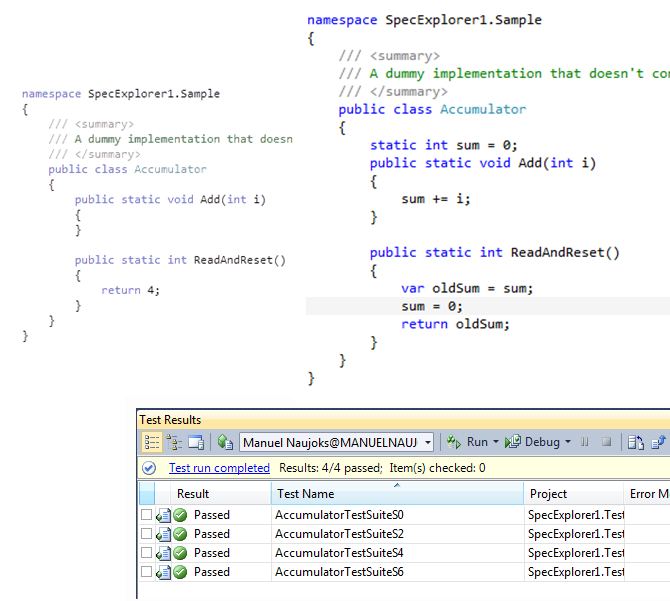 namespace SpecExplorer1.Sample
{
/// <summary>
/// A dummy implementation that doesn
/// </summary>
public class Accumulator
{
public static void Add(int i)
{
}
public static int ReadAndReset()
{
return 4;
}
}
}
namespace SpecExplorer1.Sample
{
/// <summary>
/// A dummy implementation that doesn't co
/// </summary>
public class Accumulator
{
static int sum = 0;
public static void Add(int i)
{
sum += i;
}
public static int ReadAndReset()
{
var oldSum = sum;
sum = 0;
return oldSum;
}
}
}
Test Results
Manuel Naujoks@MANUELNAUJ Run Debug
Test run completed Results: 4/4 passed; Item(s) checked: 0
Result Test Name Project Error M
Passed AccumulatorTestSuiteS0 SpecExplorer1.Test
Passed AccumulatorTestSuiteS2 SpecExplorer1.Test
Passed AccumulatorTestSuiteS4 SpecExplorer1.Test
Passed AccumulatorTestSuiteS6 SpecExplorer1.Test